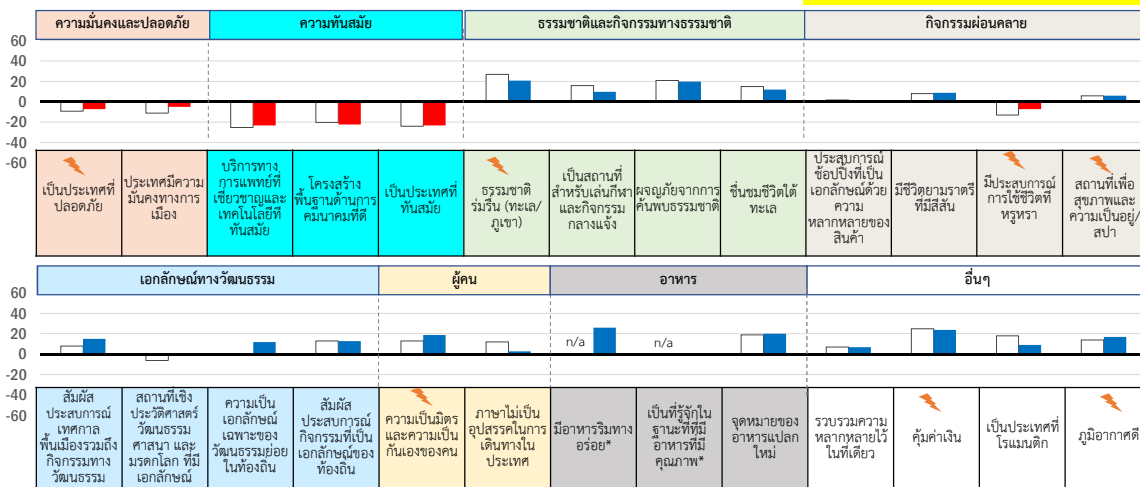 ความมั่นคงและปลอดภัย
ความทันสมัย
ธรรมชาติและกิจกรรมทางธรรมชาติ
กิจกรรมผ่อนคลาย
60
40
20
0
-20
-40
-60
เป็นประเทศที่
ปลอดภัย
ประเทศมีความ
มั่นคงทางการ
เมือง
บริการทาง
การแพทย์ที่
เชี่ยวชาญและ
เทคโนโลยีที่
ทันสมัย
โครงสร้าง
พื้นฐานด้านการ
คมนาคมที่ดี
เป็นประเทศที่
ทันสมัย
ธรรมชาติ
ร่มรื่น (ทะเล/
ภูเขา)
เป็นสถานที่
สำหรับเล่นกีฬา
และกิจกรรม
กลางแจ้ง
ผจญภัยจากการ
ค้นพบธรรมชาติ
ชื่นชมชีวิตใต้
ทะเล
ประสบการณ์
ช้อปปิ้งที่เป็น
เอกลักษณ์ด้วย
ความ
หลากหลายของ
สินค้า
มีชีวิตยามราตรี
ที่มีสีสัน
มีประสบการณ์
การใช้ชีวิตที่
หรูหรา
สถานที่เพื่อ
สุขภาพและ
ความเป็นอยู่/
สปา
เอกลักษณ์ทางวัฒนธรรม
ผู้คน
อาหาร
อื่นๆ
60
40
20
0
-20
-40
-60
n/a
n/a
สัมผัส
ประสบการณ์
เทศกาล
พื้นเมืองรวมถึง
กิจกรรมทาง
วัฒนธรรม
สถานที่เชิง
ประวัติศาสตร์
วัฒนธรรม
ศาสนา และ
มรดกโลก ที่มี
เอกลักษณ์
ความเป็น
เอกลักษณ์
เฉพาะของ
วัฒนธรรมย่อย
ในท้องถิ่น
สัมผัส
ประสบการณ์
กิจกรรมที่เป็น
เอกลักษณ์ของ
ท้องถิ่น
ความเป็นมิตร
และความเป็น
กันเองของคน
ภาษาไม่เป็น
อุปสรรคในการ
เดินทางใน
ประเทศ
มีอาหารริมทาง
อร่อย*
เป็นที่รู้จักใน
ฐานะที่ที่มี
อาหารที่มี
คุณภาพ*
จุดหมายของ
อาหารแปลก
ใหม่
รวบรวมความ
หลากหลายไว้
ในที่เดียว
คุ้มค่าเงิน
เป็นประเทศที่
โรแมนติก
ภูมิอากาศดี